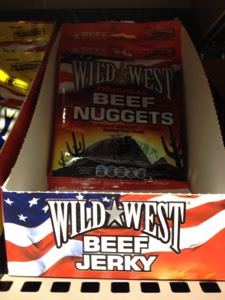 WILD WEST
ORIGINAL
BEEF
NUGGETS
WILD WEST
BEEF
JERKY